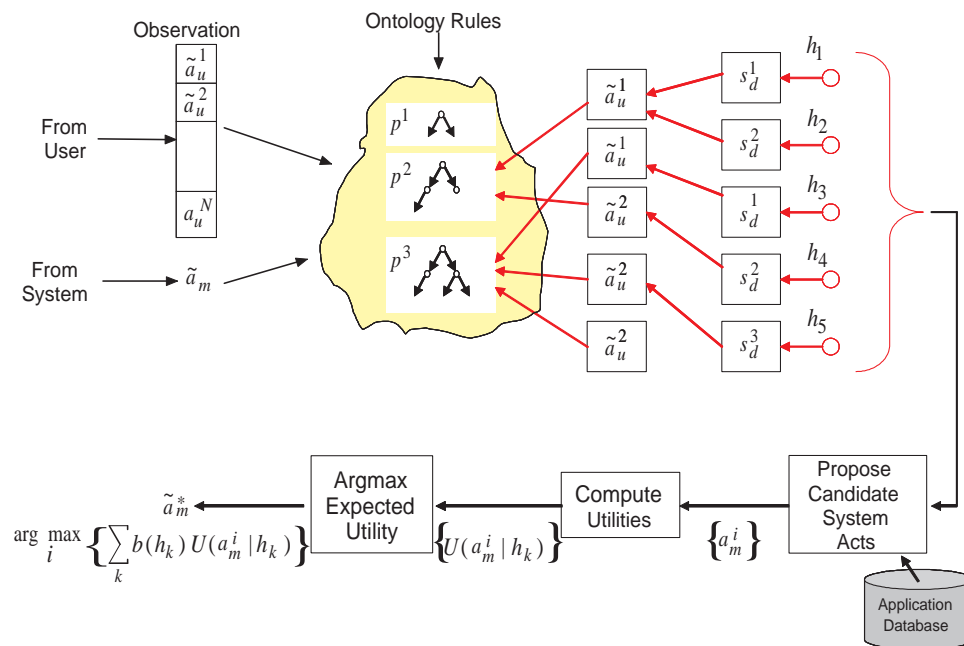 Observation
ã_u^1
ã_u^2
a_u^N
From
User
From
System
ã_m
Ontology Rules
p^1
p^2
p^3
ã_u^1
ã_u^1
ã_u^2
ã_u^2
ã_u^2
s_d^1
s_d^2
s_d^1
s_d^2
s_d^3
h_1
h_2
h_3
h_4
h_5
Propose
Candidate
System
Acts
Application
Database
{a_m^i}
Compute
Utilities
{U(a_m^i | h_k)}
Argmax
Expected
Utility
ã_m^*
arg max_i {∑_k b(h_k) U(a_m^i | h_k)}